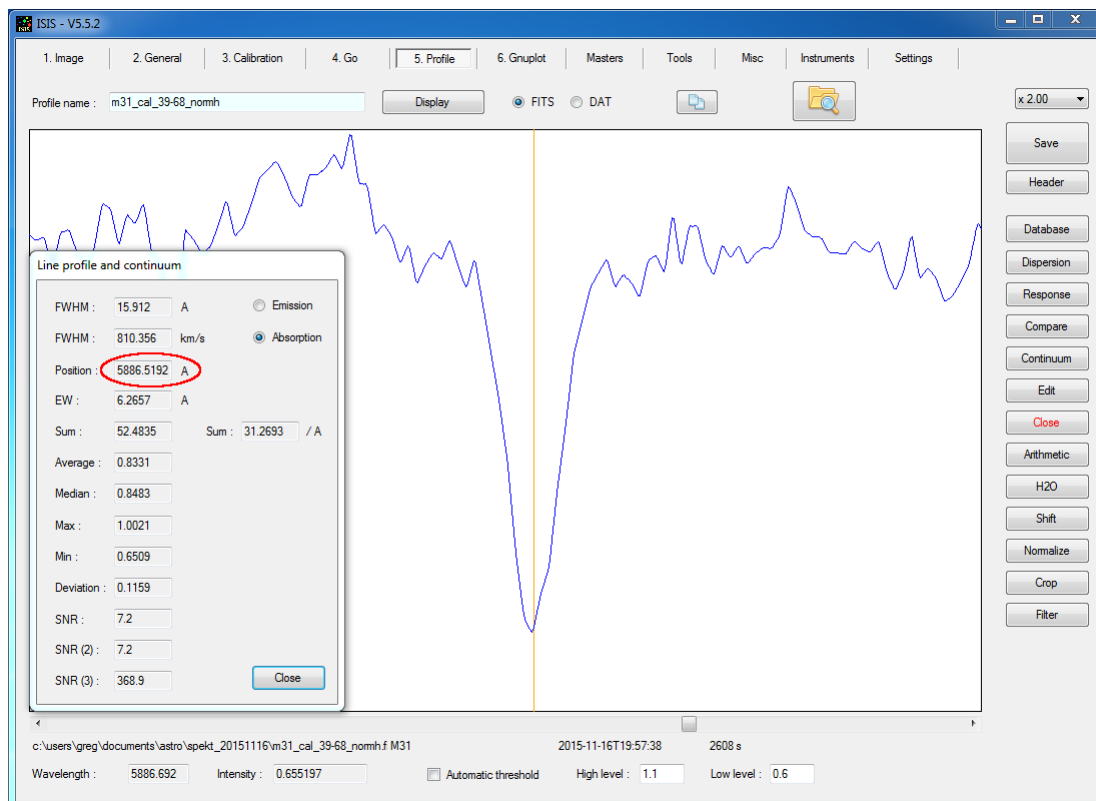 ISIS - V5.5.2
1. Image 2. General 3. Calibration 4. Go 5. Profile 6. Gnuplot Masters Tools Misc Instruments Settings
Profile name : m31_cal_39-68_normh Display FITS DAT x 2.00
Save
Header
Database
Dispersion
Response
Compare
Continuum
Edit
Close
Arithmetic
H2O
Shift
Normalize
Crop
Filter
Line profile and continuum
FWHM : 15.912 A Emission
FWHM : 810.356 km/s Absorption
Position : 5886.5192 A
EW : 6.2657 A
Sum : 52.4835 Sum : 31.2693 / A
Average : 0.8331
Median : 0.8483
Max : 1.0021
Min : 0.6509
Deviation : 0.1159
SNR : 7.2
SNR (2) : 7.2
SNR (3) : 368.9 Close
c:\users\greg\documents\astro\spekt_20151116\m31_cal_39-68_normh.f M31 2015-11-16T19:57:38 2608 s
Wavelength : 5886.692 Intensity : 0.655197 Automatic threshold High level : 1.1 Low level : 0.6